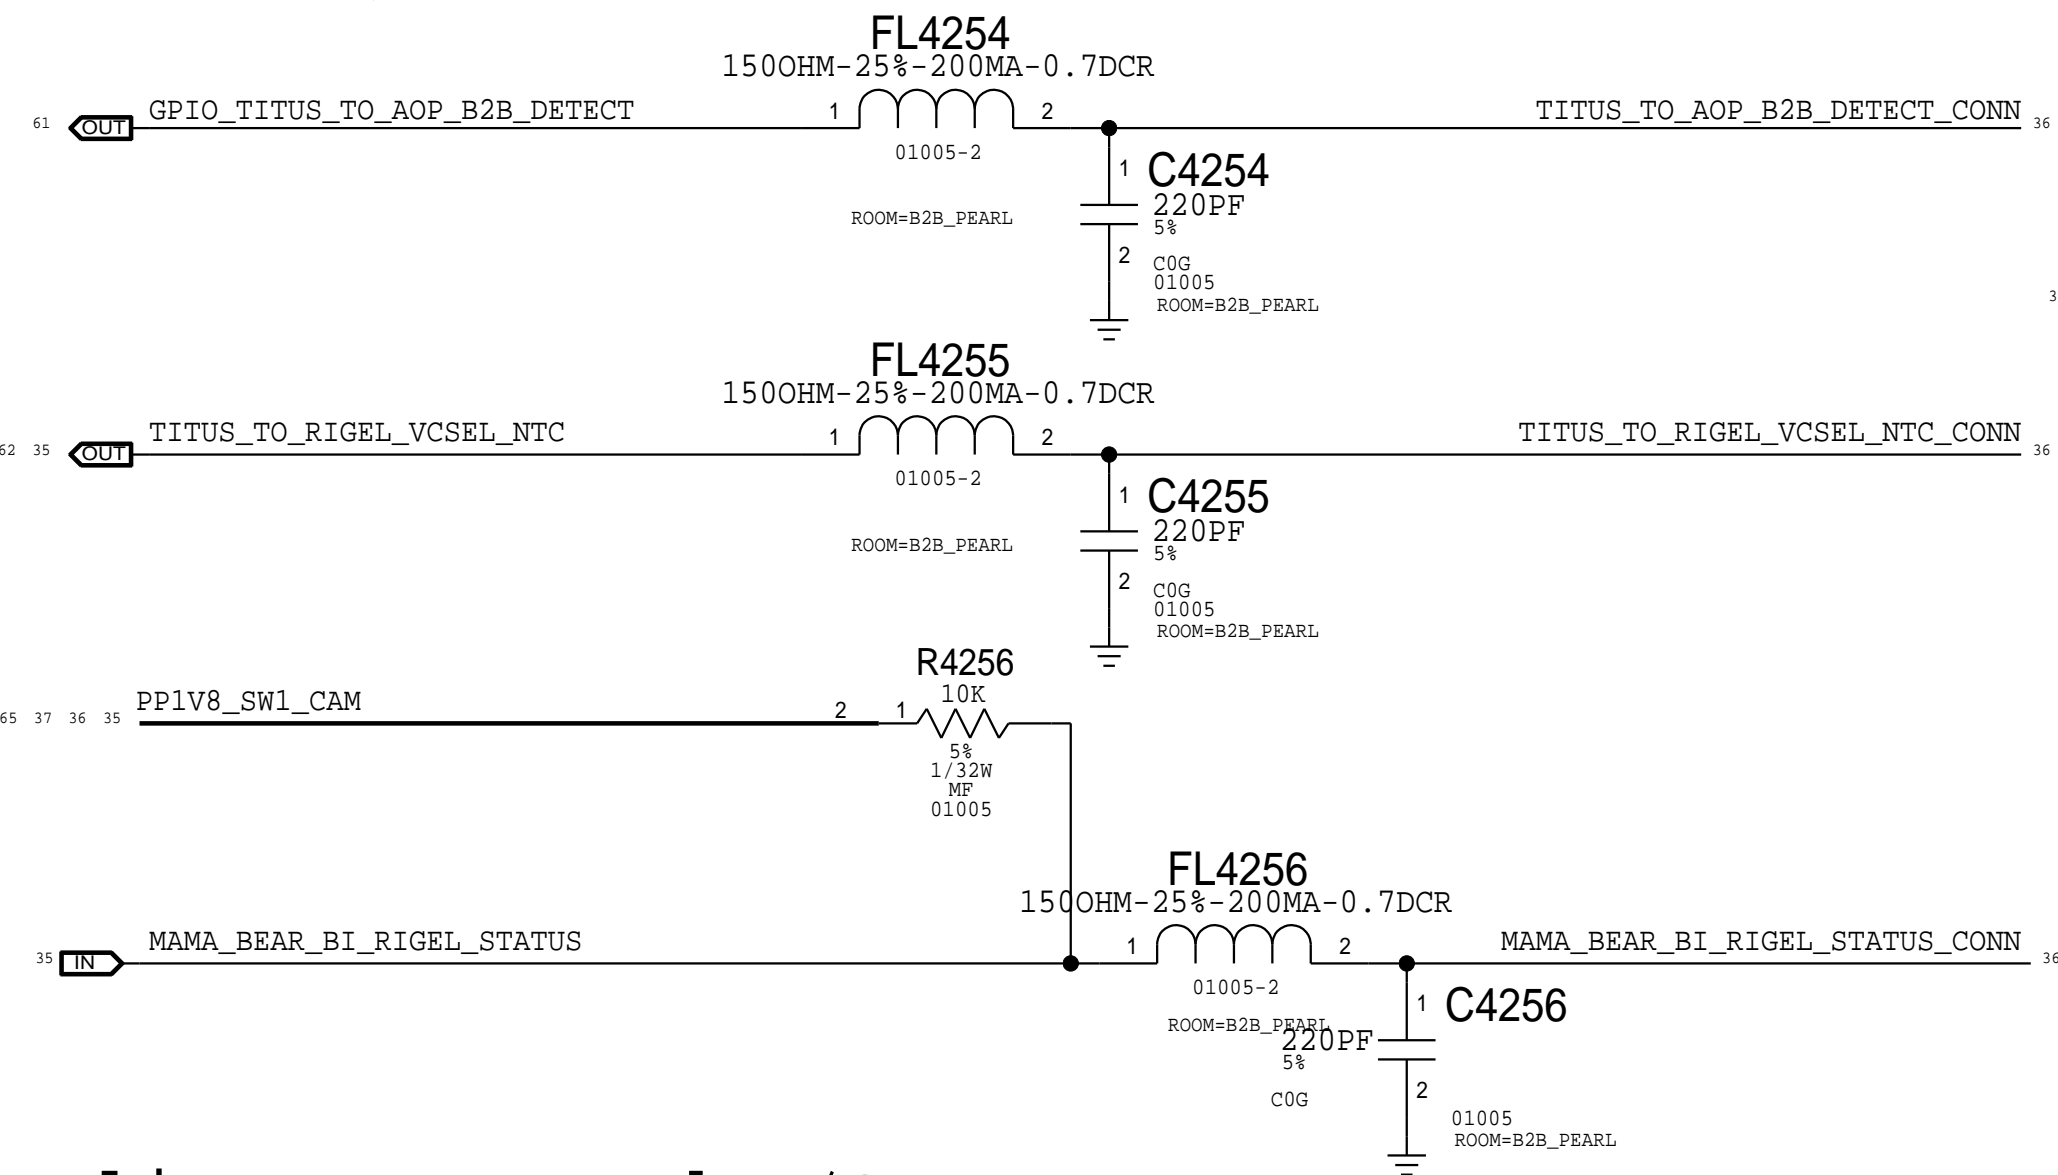 FL4254
150OHM-25%-200MA-0.7DCR
61 OUT GPIO_TITUS_TO_AOP_B2B_DETECT 1 2 TITUS_TO_AOP_B2B_DETECT_CONN 36
01005-2
ROOM=B2B_PEARL
1 C4254
220PF
5%
2
C0G
01005
ROOM=B2B_PEARL
3
FL4255
150OHM-25%-200MA-0.7DCR
62 35 OUT TITUS_TO_RIGEL_VCSEL_NTC 1 2 TITUS_TO_RIGEL_VCSEL_NTC_CONN 36
01005-2
ROOM=B2B_PEARL
1 C4255
220PF
5%
2
C0G
01005
ROOM=B2B_PEARL
R4256
10K
65 37 36 35 PP1V8_SW1_CAM 2 1
5%
1/32W
MF
01005
FL4256
150OHM-25%-200MA-0.7DCR
35 IN MAMA_BEAR_BI_RIGEL_STATUS 1 2 MAMA_BEAR_BI_RIGEL_STATUS_CONN 36
01005-2
ROOM=B2B_PEARL
1 C4256
220PF
5%
2
C0G
01005
ROOM=B2B_PEARL